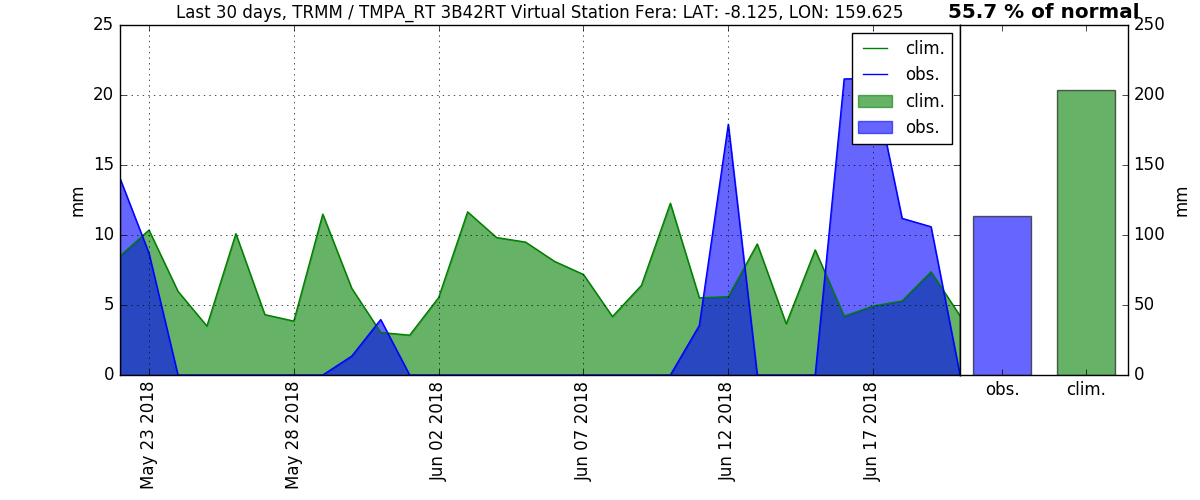 Last 30 days, TRMM / TMPA_RT 3B42RT Virtual Station Fera: LAT: -8.125, LON: 159.625
55.7 % of normal
25
20
15
10
5
0
mm
clim.
obs.
clim.
obs.
May 23 2018
May 28 2018
Jun 02 2018
Jun 07 2018
Jun 12 2018
Jun 17 2018
250
200
150
100
50
0
mm
obs.
clim.